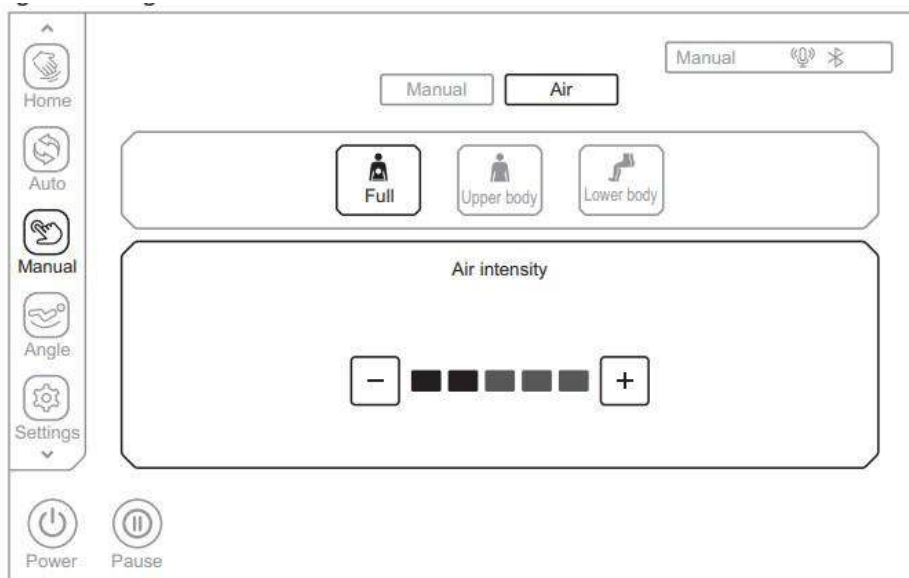 Home
Auto
Manual
Angle
Settings
Power
Pause
Manual
Manual Air
Full Upper body Lower body
Air intensity
- +